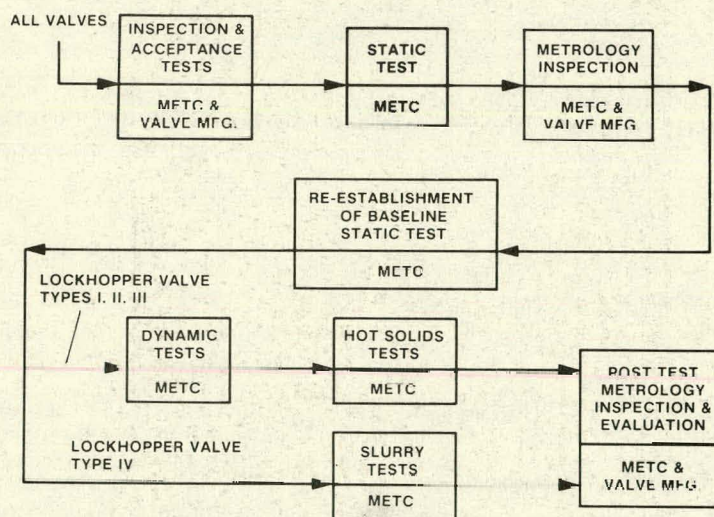 ALL VALVES
INSPECTION &
ACCEPTANCE
TESTS
METC &
VALVE MFG.
STATIC
TEST
METC
METROLOGY
INSPECTION
METC &
VALVE MFG
RE-ESTABLISHMENT
OF BASELINE
STATIC TEST
METC
LOCKHOPPER VALVE
TYPES I. II. III
DYNAMIC
TESTS
METC
HOT SOLIDS
TESTS
METC
POST TEST
METROLOGY
INSPECTION &
EVALUATION
METC &
VALVE MFG.
LOCKHOPPER VALVE
TYPE IV
SLURRY
TESTS
METC